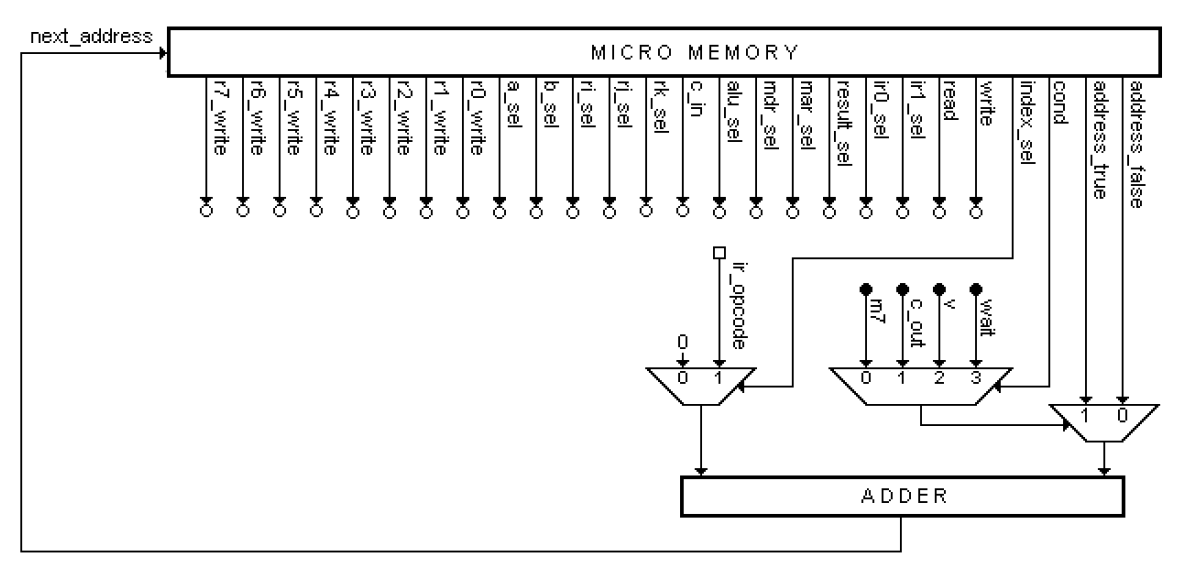 next_address
MICRO MEMORY
r7_write
r6_write
r5_write
r4_write
r3_write
r2_write
r1_write
r0_write
a_sel
b_sel
ri_sel
rj_sel
rk_sel
c_in
alu_sel
mdr_sel
mar_sel
result_sel
ir0_sel
ir1_sel
read
write
index_sel
cond
address_true
address_false
ir_opcode
m7
c_out
v
wait
0
0 1
0 1 2 3
1 0
ADDER